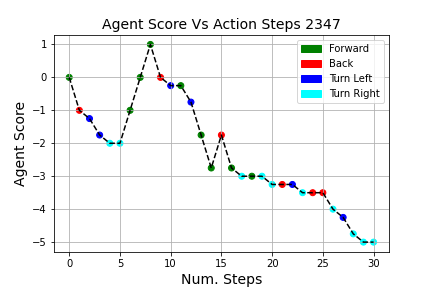 Agent Score Vs Action Steps 2347
Agent Score
1
0
−1
−2
−3
−4
−5
Forward
Back
Turn Left
Turn Right
0 5 10 15 20 25 30
Num. Steps